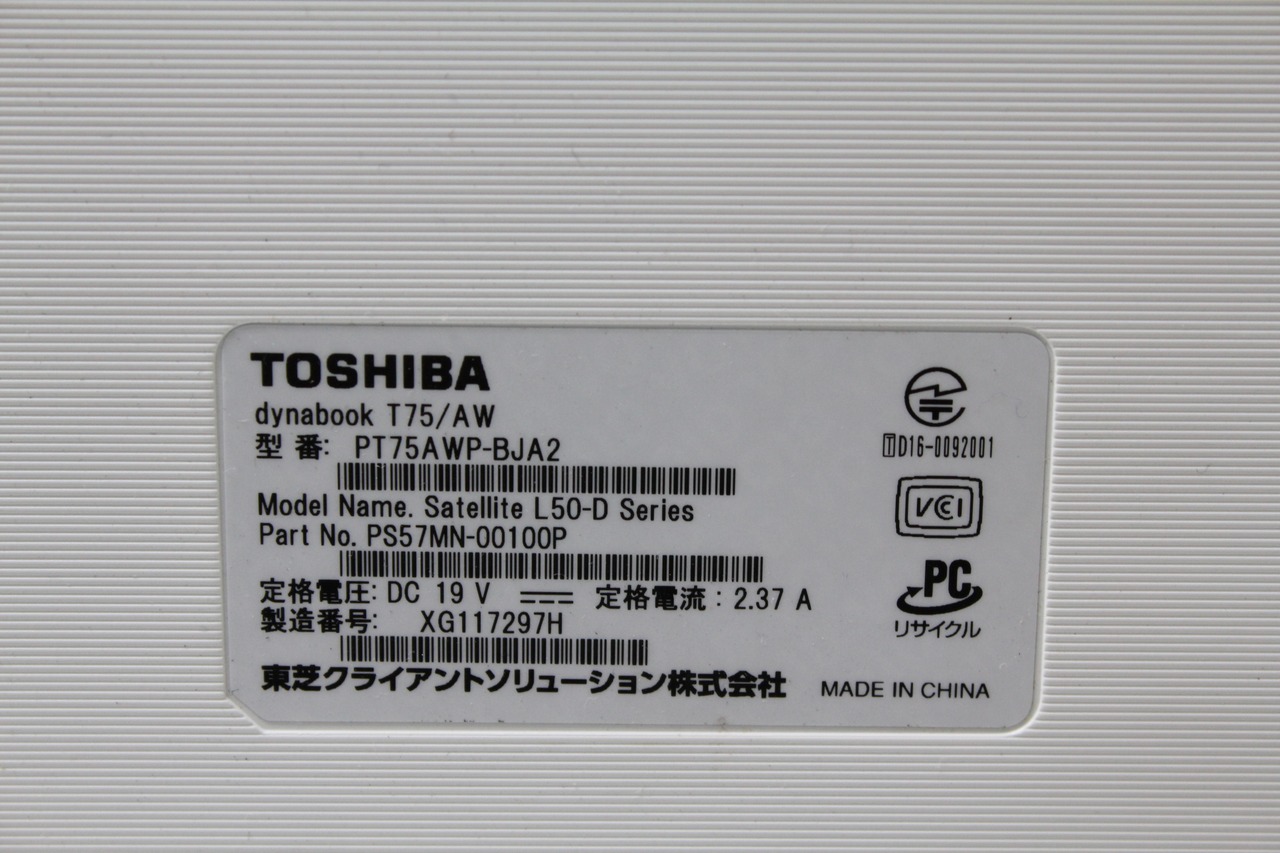 TOSHIBA
dynabook T75/AW
型 番: PT75AWP-BJA2
Model Name. Satellite L50-D Series
Part No. PS57MN-00100P
定格電圧: DC 19 V 定格電流 : 2.37 A
製造番号: XG117297H
東芝クライアントソリューション株式会社
MADE IN CHINA
T D16-0092001
VCI
PC
リサイクル